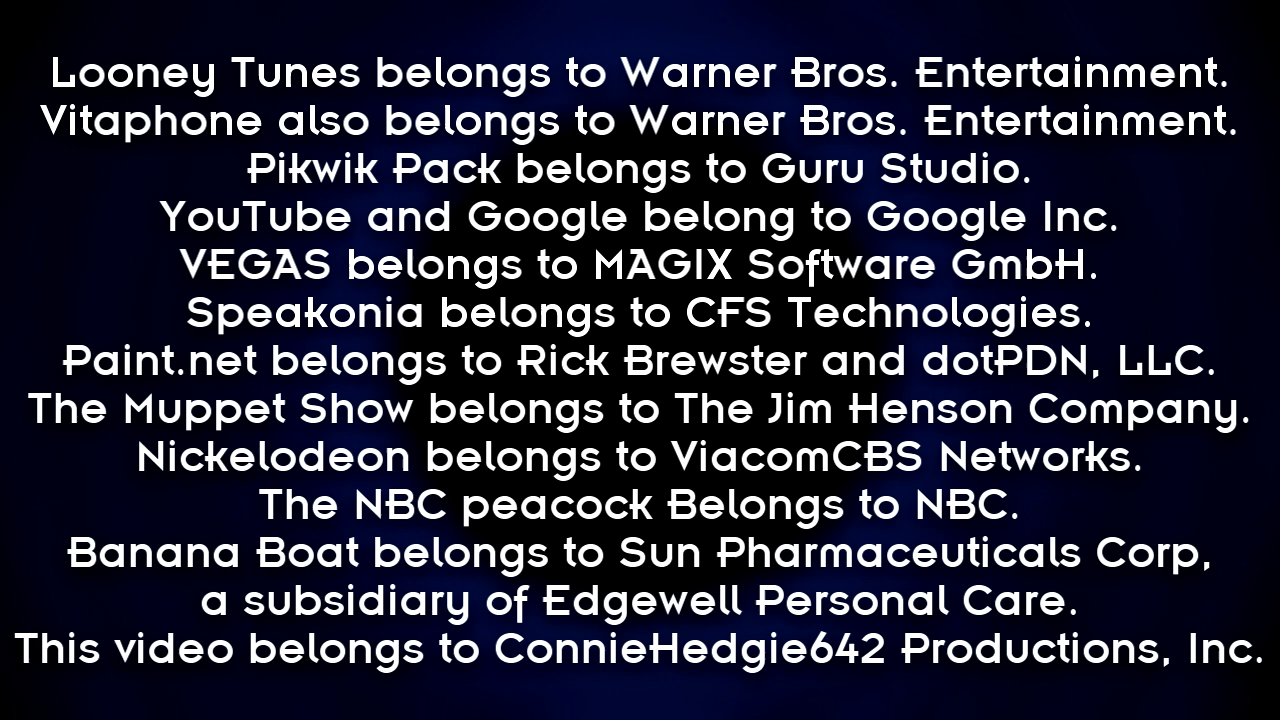 Looney Tunes belongs to Warner Bros. Entertainment.
Vitaphone also belongs to Warner Bros. Entertainment.
Pikwik Pack belongs to Guru Studio.
YouTube and Google belong to Google Inc.
VEGAS belongs to MAGIX Software GmbH.
Speakonia belongs to CFS Technologies.
Paint.net belongs to Rick Brewster and dotPDN, LLC.
The Muppet Show belongs to The Jim Henson Company.
Nickelodeon belongs to ViacomCBS Networks.
The NBC peacock Belongs to NBC.
Banana Boat belongs to Sun Pharmaceuticals Corp,
a subsidiary of Edgewell Personal Care.
This video belongs to ConnieHedgie642 Productions, Inc.